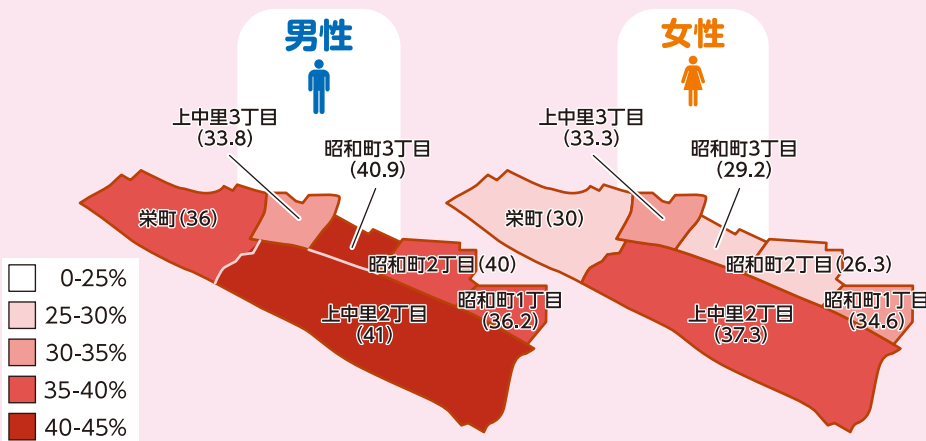 男性
上中里3丁目
(33.8)
昭和町3丁目
(40.9)
栄町(36)
昭和町2丁目(40)
昭和町1丁目
(36.2)
上中里2丁目
(41)
女性
上中里3丁目
(33.3)
昭和町3丁目
(29.2)
栄町(30)
昭和町2丁目(26.3)
昭和町1丁目
(34.6)
上中里2丁目
(37.3)
0-25%
25-30%
30-35%
35-40%
40-45%